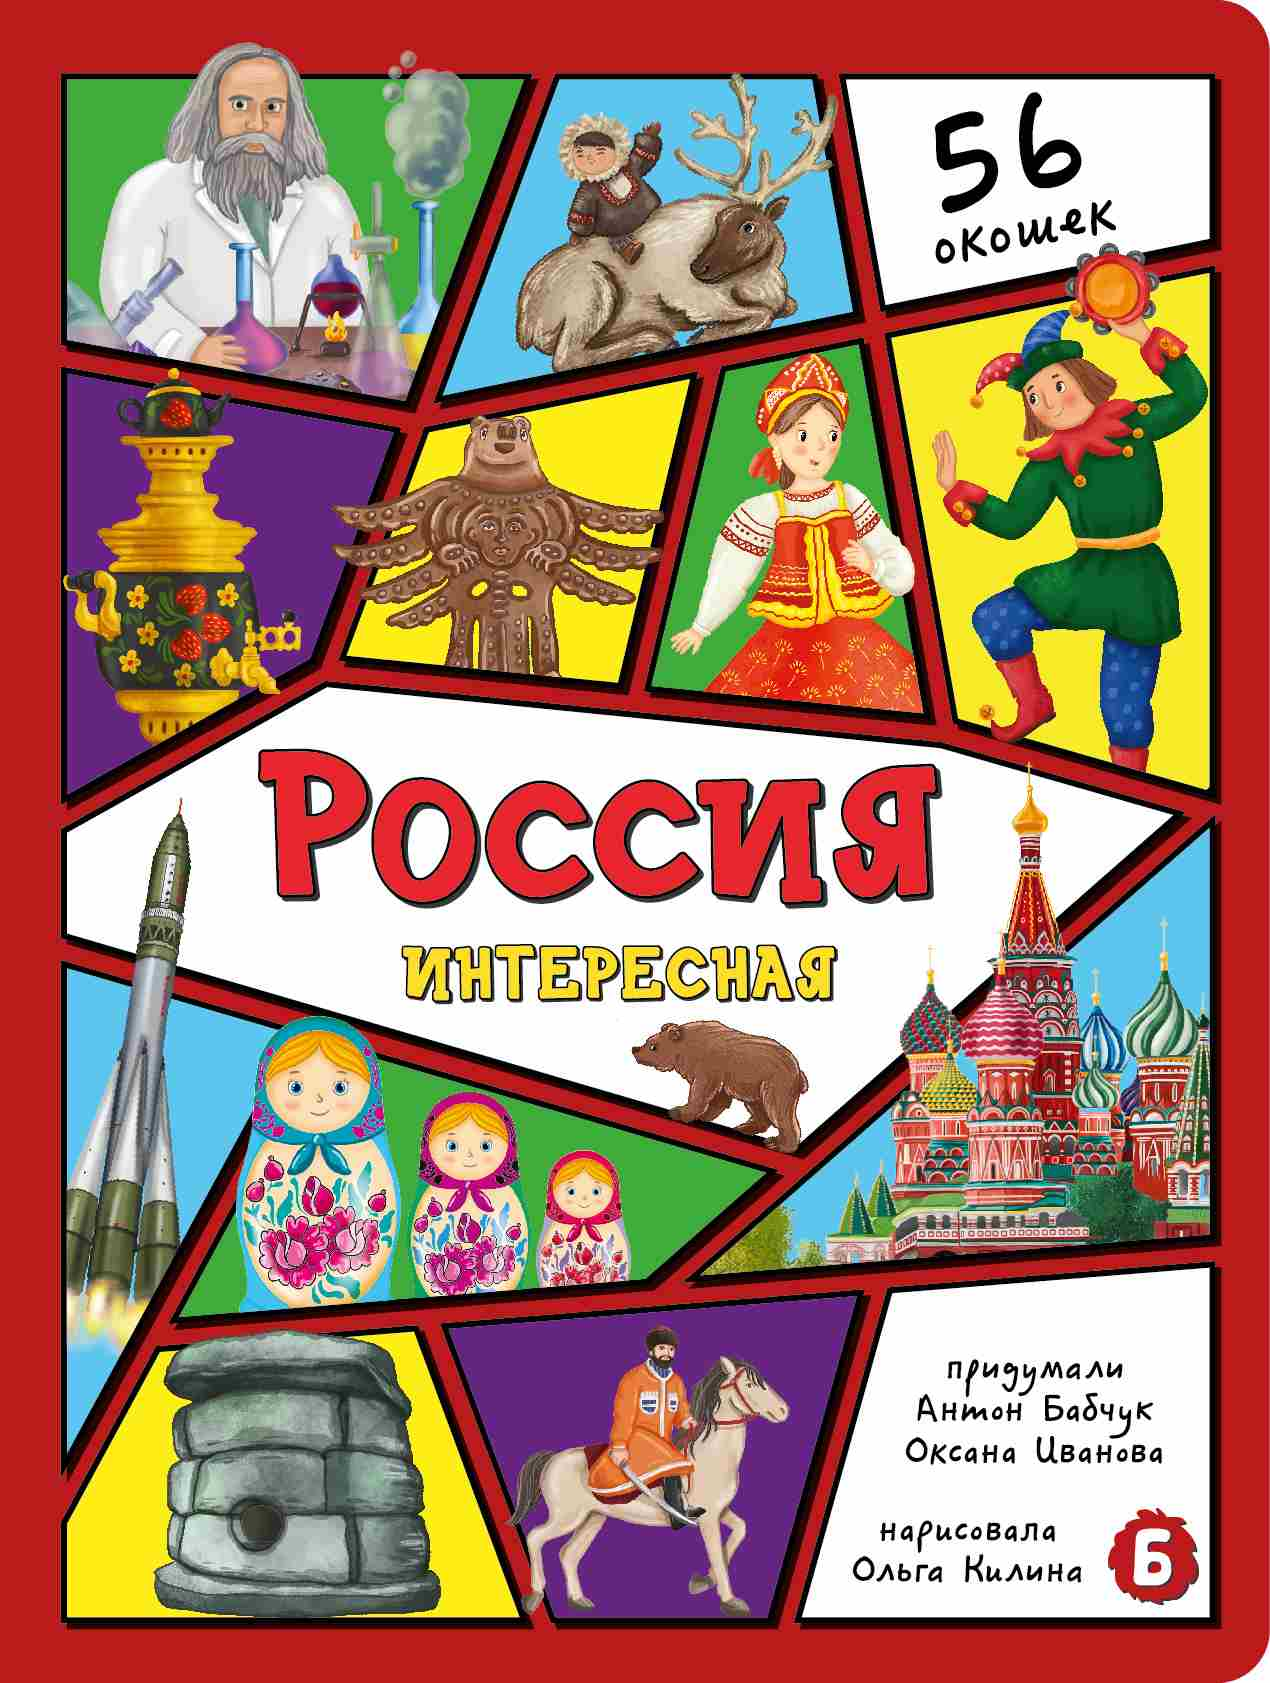 56
окошек
Россия
интересная
придумали
Антон Бабчук
Оксана Иванова
нарисовала
Ольга Килина
Б